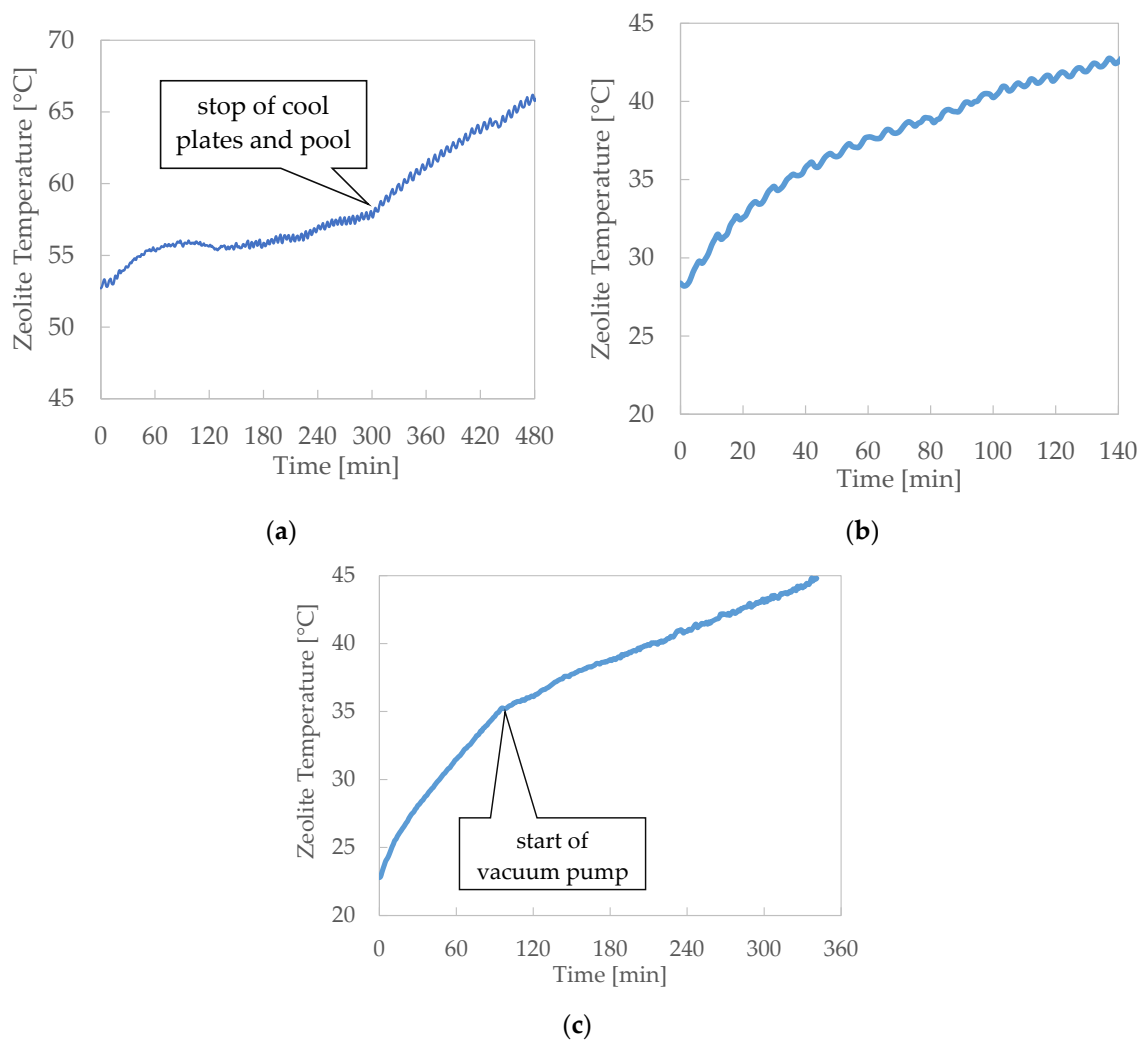 70
65
60
55
50
45
Zeolite Temperature [°C]
stop of cool
plates and pool
0 60 120 180 240 300 360 420 480
Time [min]
(a)
45
40
35
30
25
20
Zeolite Temperature [°C]
0 20 40 60 80 100 120 140
Time [min]
(b)
45
40
35
30
25
20
Zeolite Temperature [°C]
start of
vacuum pump
0 60 120 180 240 300 360
Time [min]
(c)